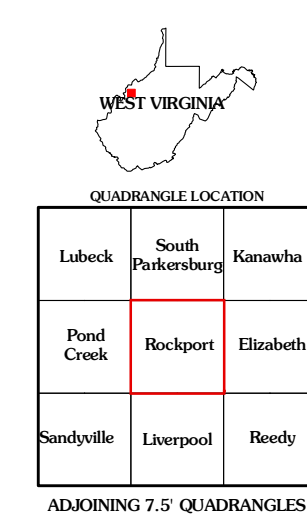 WEST VIRGINIA
QUADRANGLE LOCATION
Lubeck
South
Parkersburg
Kanawha
Pond
Creek
Rockport
Elizabeth
Sandyville
Liverpool
Reedy
ADJOINING 7.5' QUADRANGLES